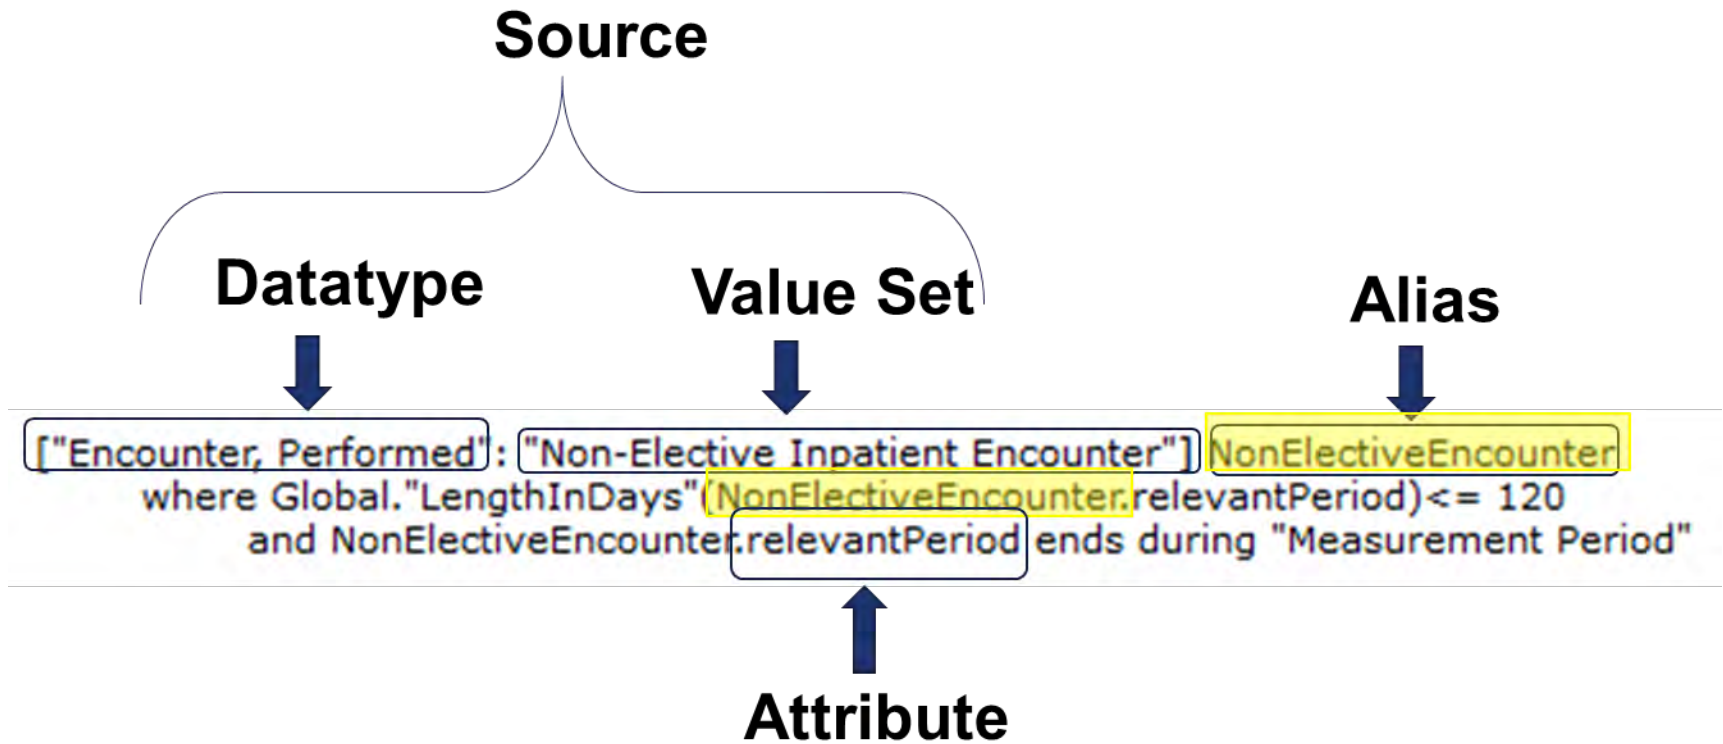 Source
Datatype
Value Set
Alias
["Encounter, Performed": "Non-Elective Inpatient Encounter"] NonElectiveEncounter
where Global."LengthInDays"(NonElectiveEncounter.relevantPeriod)<= 120
and NonElectiveEncounter.relevantPeriod ends during "Measurement Period"
Attribute